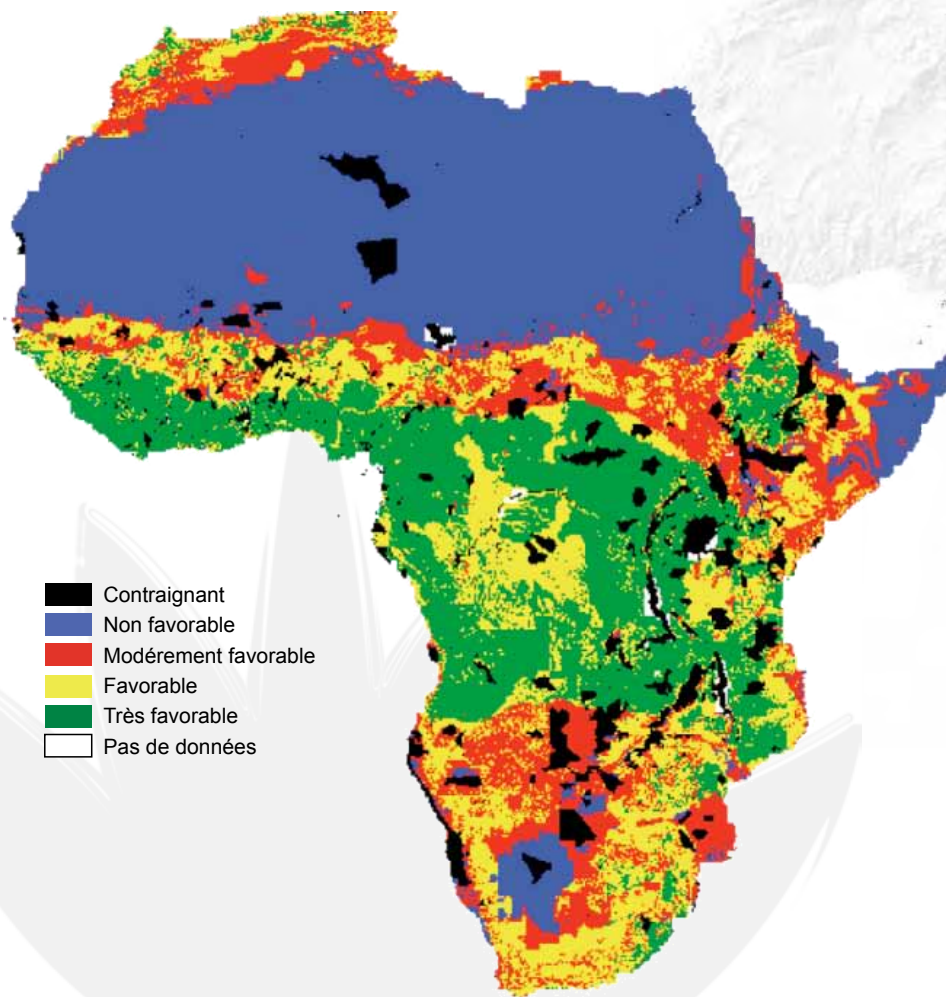 Contraignant
Non favorable
Modérement favorable
Favorable
Très favorable
Pas de données